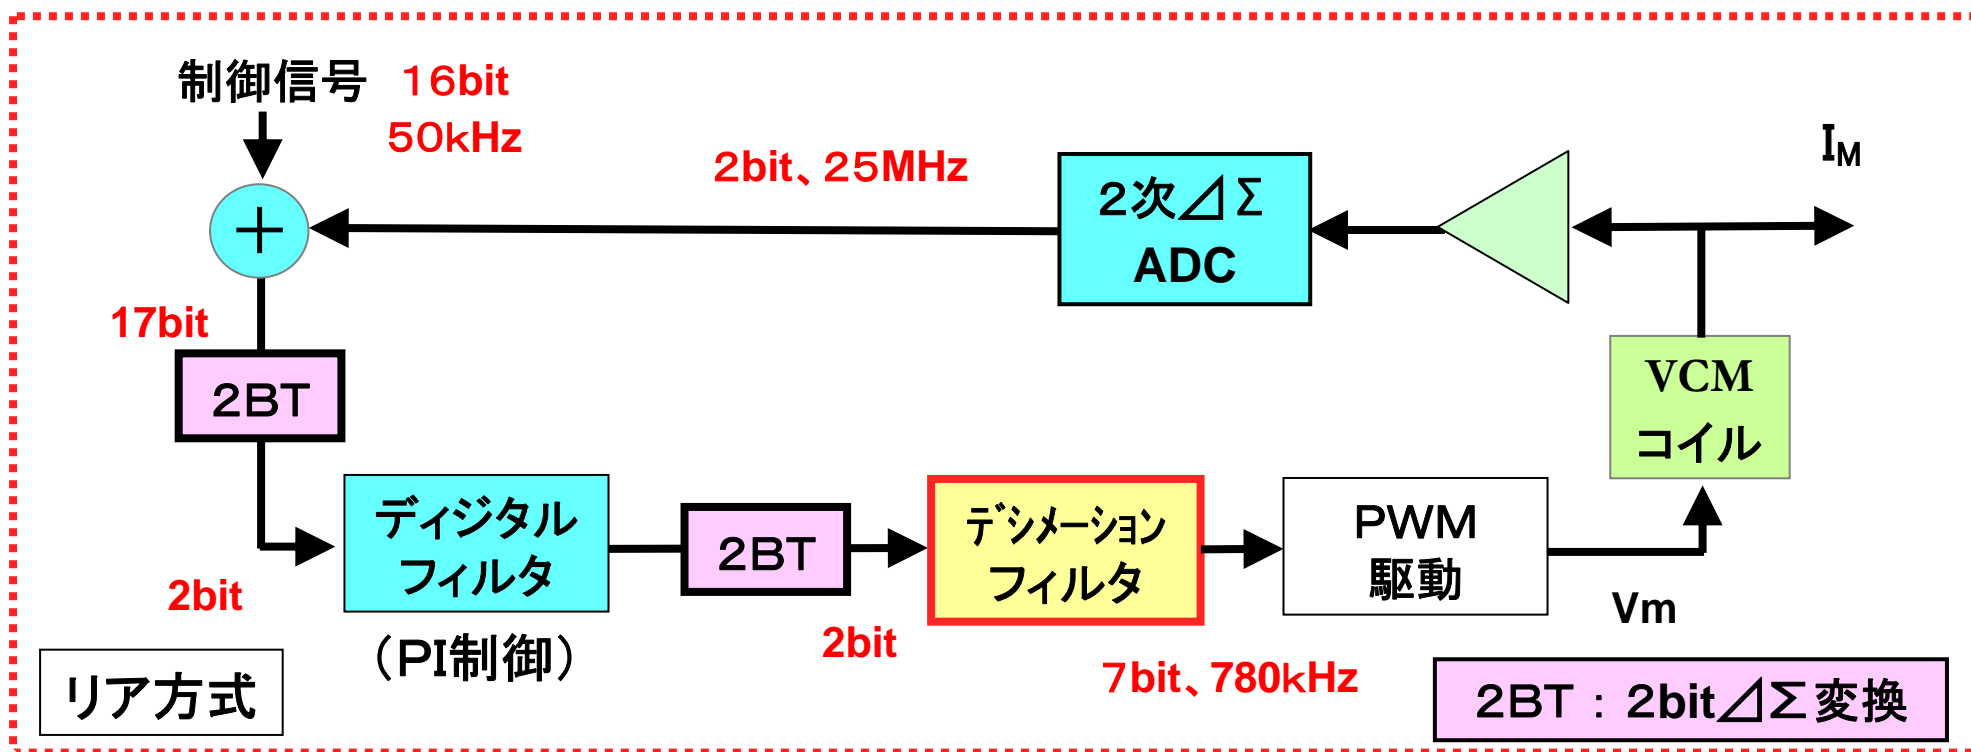 制御信号 16bit
50kHz
2bit、25MHz
2次⊿Σ
ADC
IM
+
17bit
2BT
VCM
コイル
ディジタル
フィルタ
2BT
デシメーション
フィルタ
PWM
駆動
2bit
(PI制御)
2bit
Vm
7bit、780kHz
リア方式
2BT:2bit⊿Σ変換